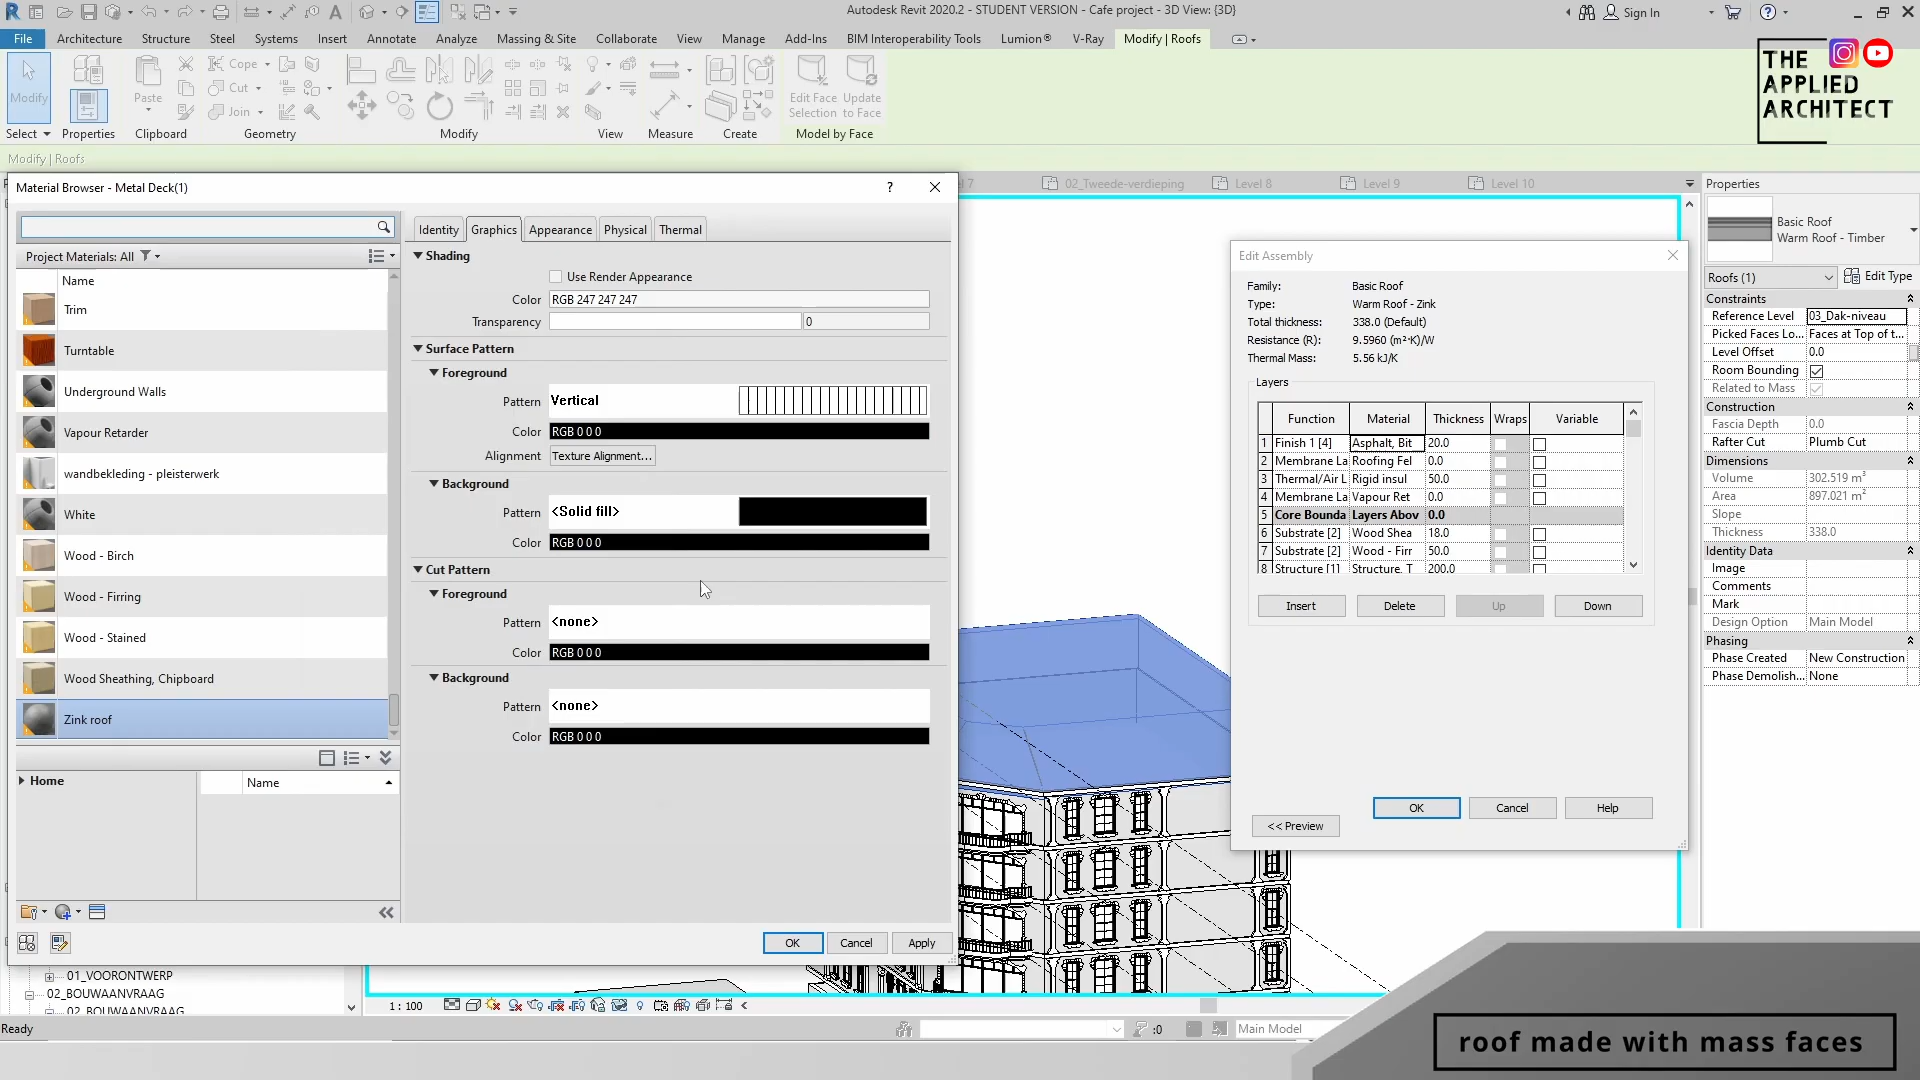 Autodesk Revit 2020.2 - STUDENT VERSION - Cafe project - 3D View: {3D}
Sign In
File
Architecture
Structure
Steel
Systems
Insert
Annotate
Analyze
Massing & Site
Collaborate
View
Manage
Add-Ins
BIM Interoperability Tools
Lumion®
V-Ray
Modify | Roofs
Modify
Paste
Cope
Cut
Join
Edit Face Selection
Update to Face
Select
Properties
Clipboard
Geometry
Modify
View
Measure
Create
Model by Face
THE
APPLIED
ARCHITECT
Modify | Roofs
Material Browser - Metal Deck(1)
?
02_Tweede-verdieping
Level 8
Level 9
Level 10
Project Materials: All
Name
Trim
Turntable
Underground Walls
Vapour Retarder
wandbekleding - pleisterwerk
White
Wood - Birch
Wood - Firring
Wood - Stained
Wood Sheathing, Chipboard
Zink roof
Home
Name
Identity
Graphics
Appearance
Physical
Thermal
Shading
Use Render Appearance
Color RGB 247 247 247
Transparency 0
Surface Pattern
Foreground
Pattern Vertical
Color RGB 0 0 0
Alignment Texture Alignment...
Background
Pattern <Solid fill>
Color RGB 0 0 0
Cut Pattern
Foreground
Pattern <none>
Color RGB 0 0 0
Background
Pattern <none>
Color RGB 0 0 0
OK
Cancel
Apply
Edit Assembly
Family: Basic Roof
Type: Warm Roof - Zink
Total thickness: 338.0 (Default)
Resistance (R): 9.5960 (m²·K)/W
Thermal Mass: 5.56 kJ/K
Layers
Function Material Thickness Wraps Variable
1 Finish 1 [4] Asphalt, Bit 20.0
2 Membrane La Roofing Fel 0.0
3 Thermal/Air L Rigid insul 50.0
4 Membrane La Vapour Ret 0.0
5 Core Bounda Layers Abov 0.0
6 Substrate [2] Wood Shea 18.0
7 Substrate [2] Wood - Firr 50.0
8 Structure [1] Structure, T 200.0
Insert
Delete
Up
Down
OK
Cancel
Help
<< Preview
Properties
Basic Roof
Warm Roof - Timber
Roofs (1)
Edit Type
Constraints
Reference Level 03_Dak-niveau
Picked Faces Lo... Faces at Top of t...
Level Offset 0.0
Room Bounding
Related to Mass
Construction
Fascia Depth 0.0
Rafter Cut Plumb Cut
Dimensions
Volume 302.519 m³
Area 897.021 m²
Slope
Thickness 338.0
Identity Data
Image
Comments
Mark
Design Option Main Model
Phasing
Phase Created New Construction
Phase Demolish... None
01_VOORONTWERP
02_BOUWAANVRAAG
02_BOUWAANVRAAG
1 : 100
Ready
:0
Main Model
roof made with mass faces